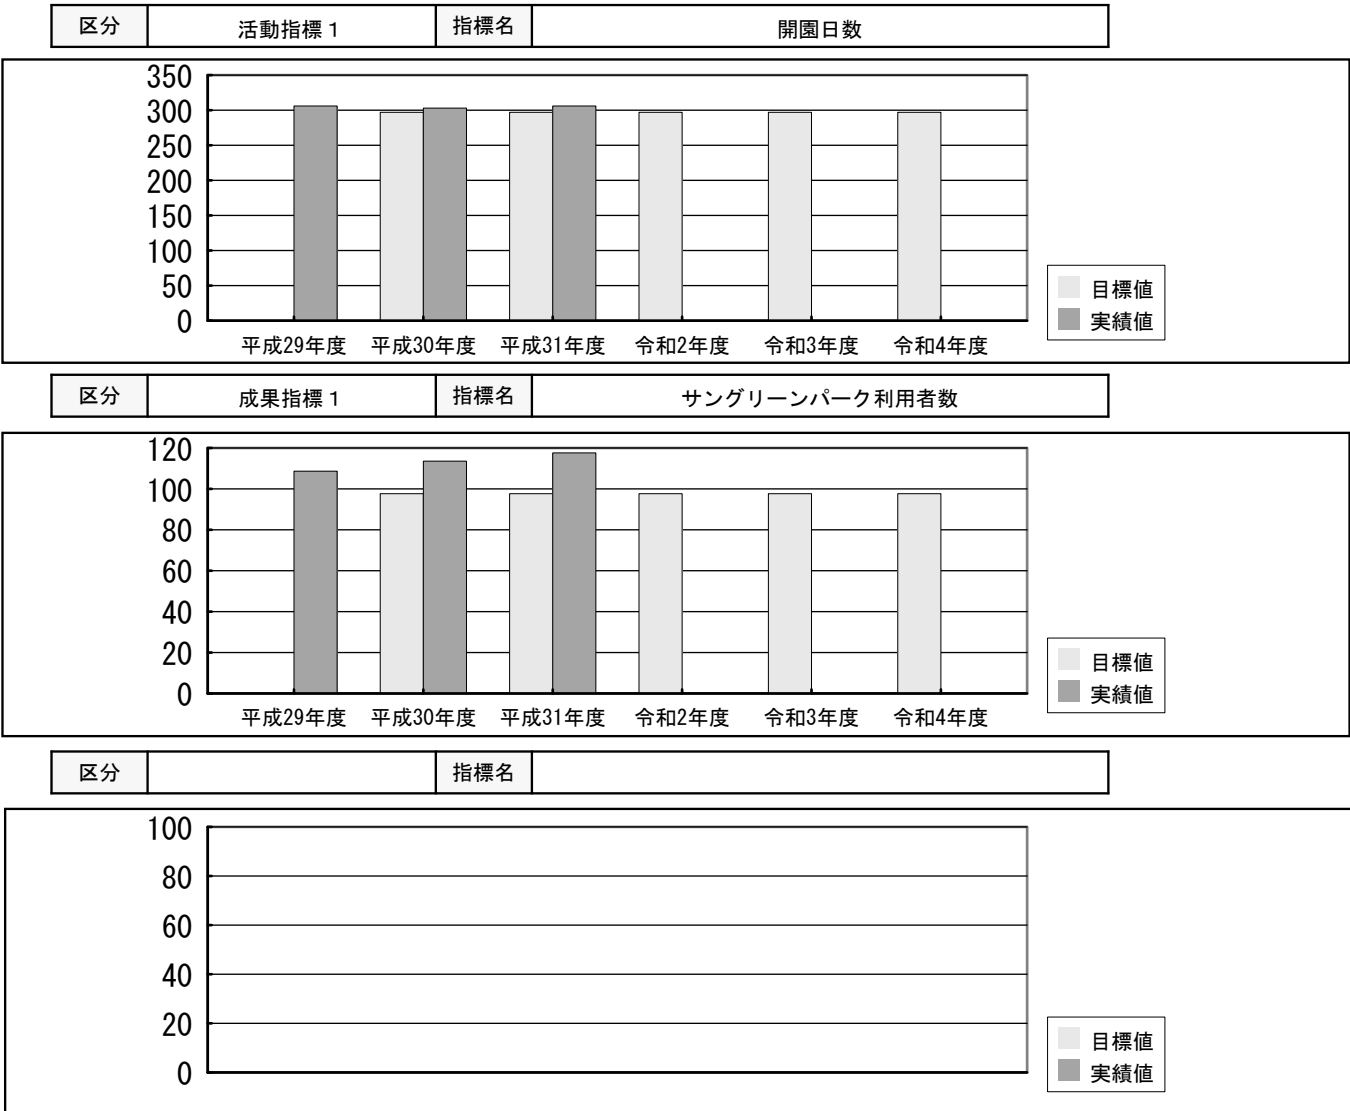 区分 活動指標１ 指標名 開園日数
350
300
250
200
150
100
50
0
平成29年度 平成30年度 平成31年度 令和2年度 令和3年度 令和4年度
目標値
実績値
区分 成果指標１ 指標名 サングリーンパーク利用者数
120
100
80
60
40
20
0
平成29年度 平成30年度 平成31年度 令和2年度 令和3年度 令和4年度
目標値
実績値
区分 指標名
100
80
60
40
20
0
目標値
実績値